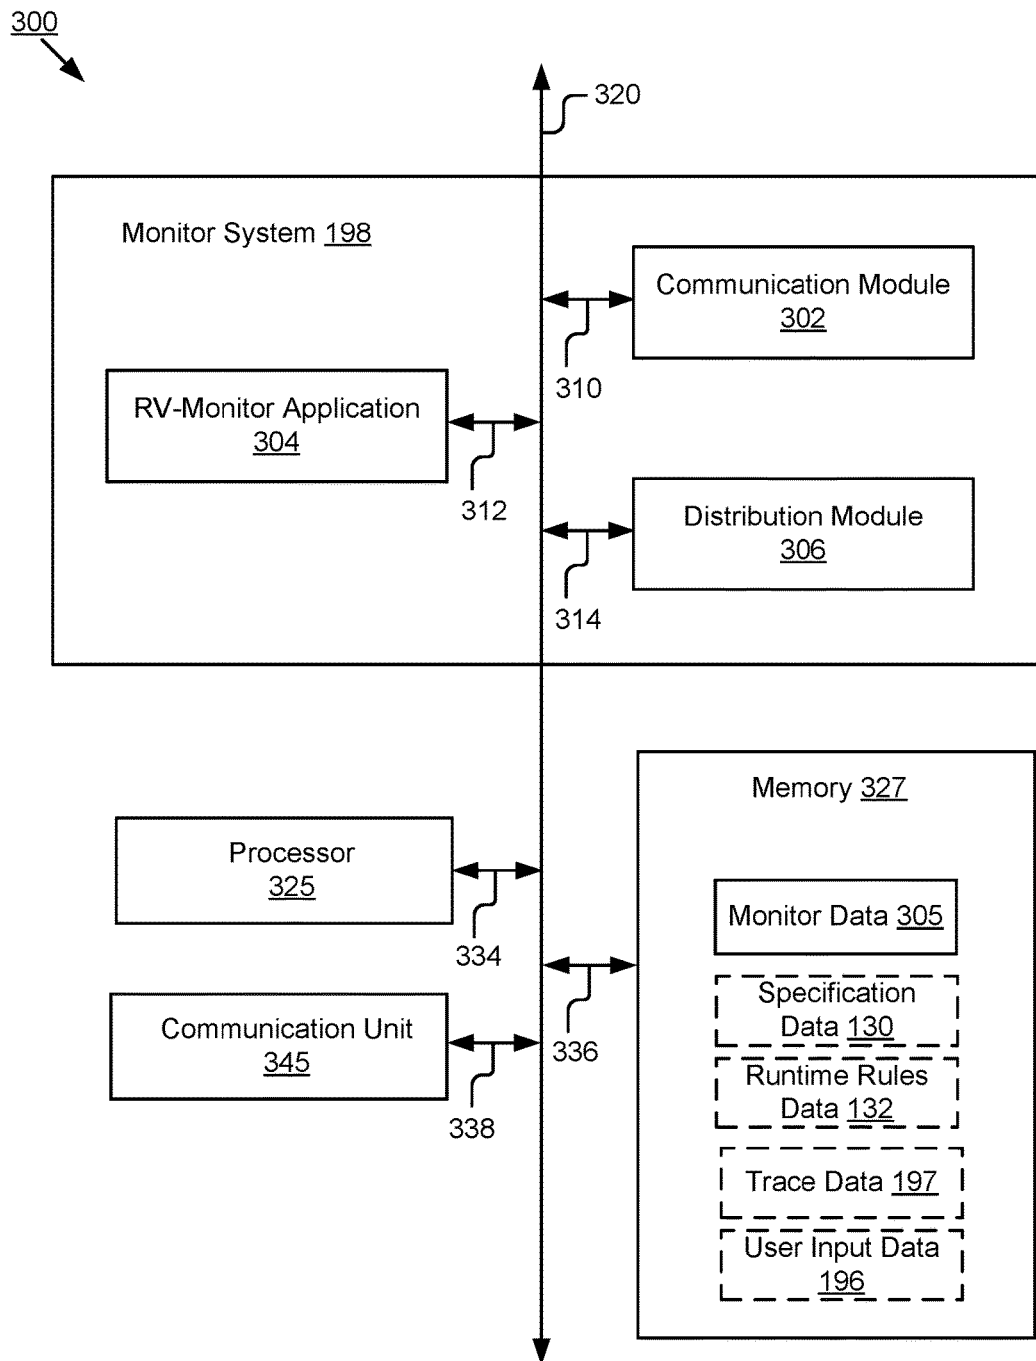 300
320
Monitor System 198
Communication Module
302
310
RV-Monitor Application
304
312
Distribution Module
306
314
Memory 327
Processor
325
334
Monitor Data 305
336
Specification
Data 130
Communication Unit
345
338
Runtime Rules
Data 132
Trace Data 197
User Input Data
196